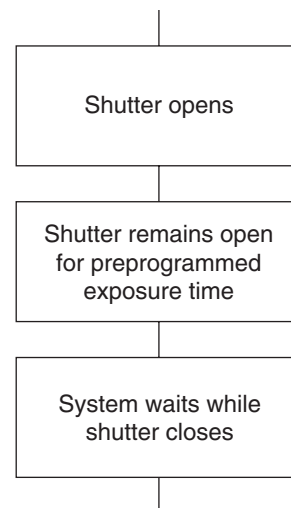 Shutter opens
Shutter remains open
for preprogrammed
exposure time
System waits while
shutter closes